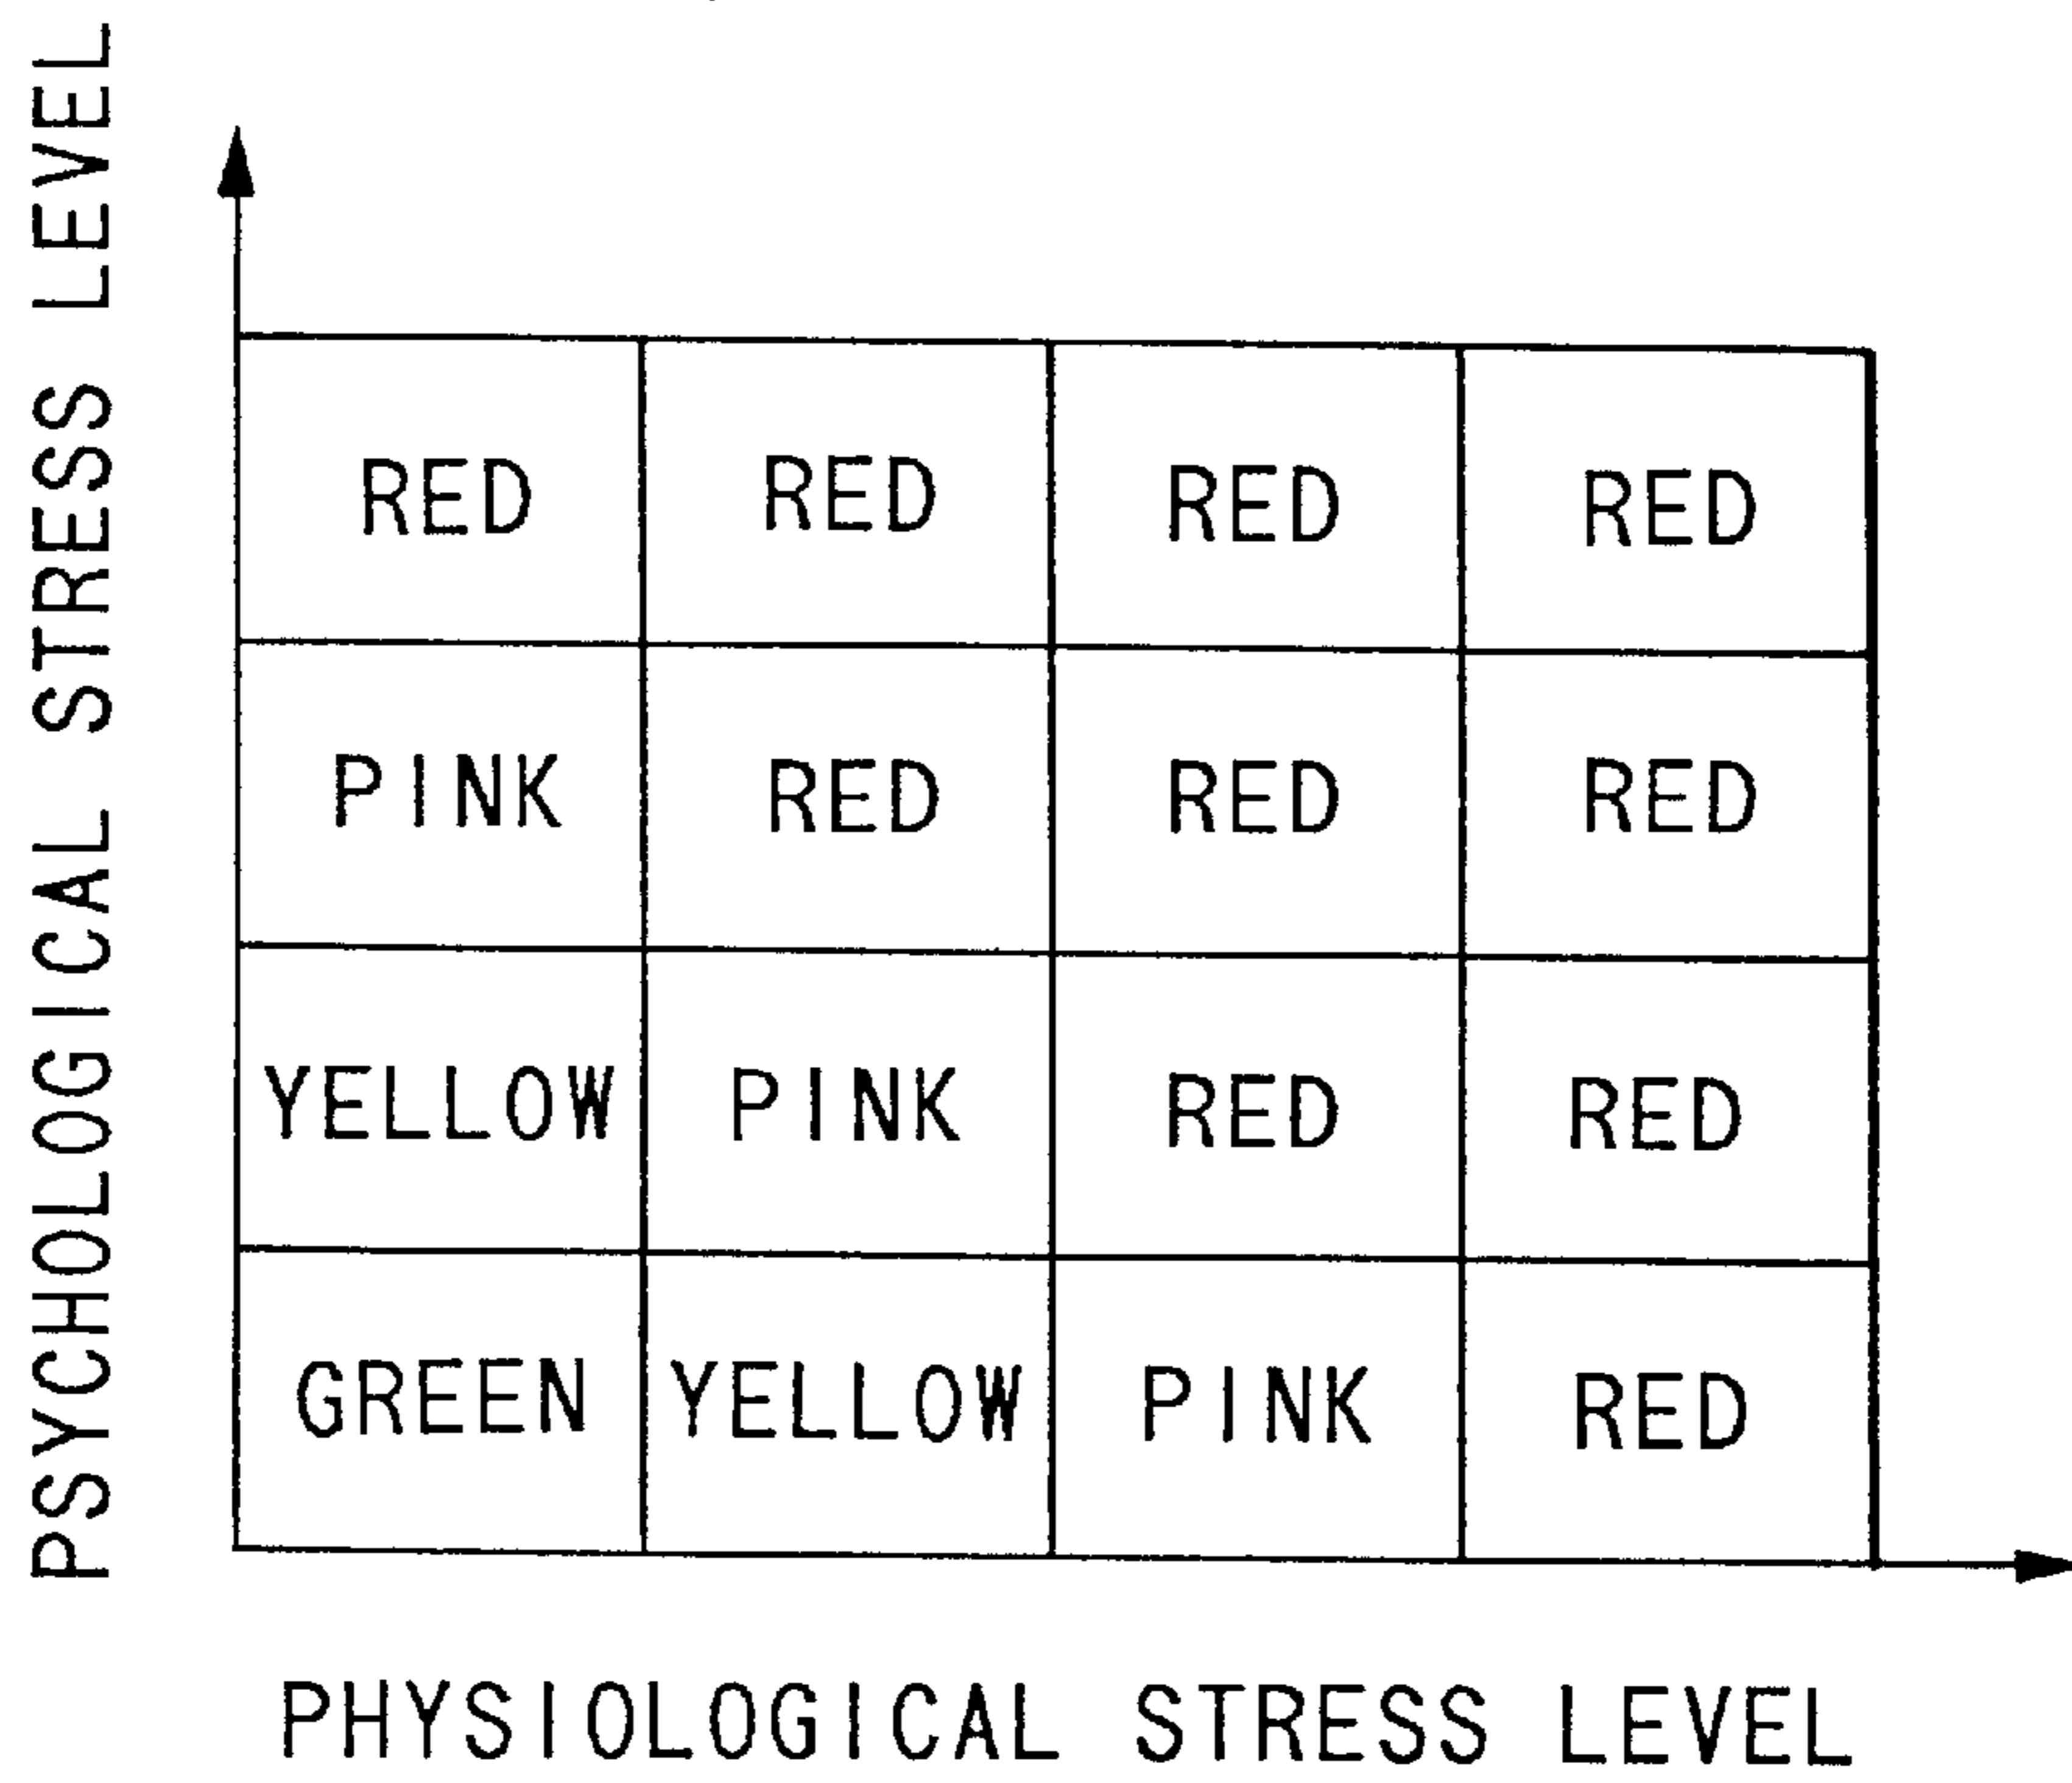 PSYCHOLOGICAL STRESS LEVEL
RED RED RED RED
PINK RED RED RED
YELLOW PINK RED RED
GREEN YELLOW PINK RED
PHYSIOLOGICAL STRESS LEVEL